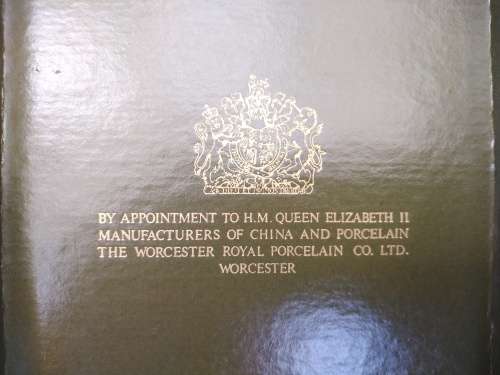 BY APPOINTMENT TO H.M. QUEEN ELIZABETH II
MANUFACTURERS OF CHINA AND PORCELAIN
THE WORCESTER ROYAL PORCELAIN CO. LTD.
WORCESTER